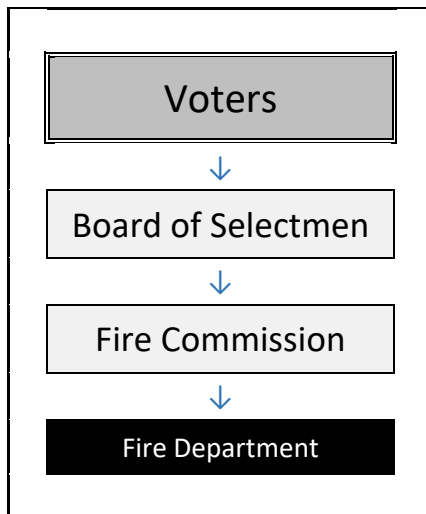 Voters
Board of Selectmen
Fire Commission
Fire Department